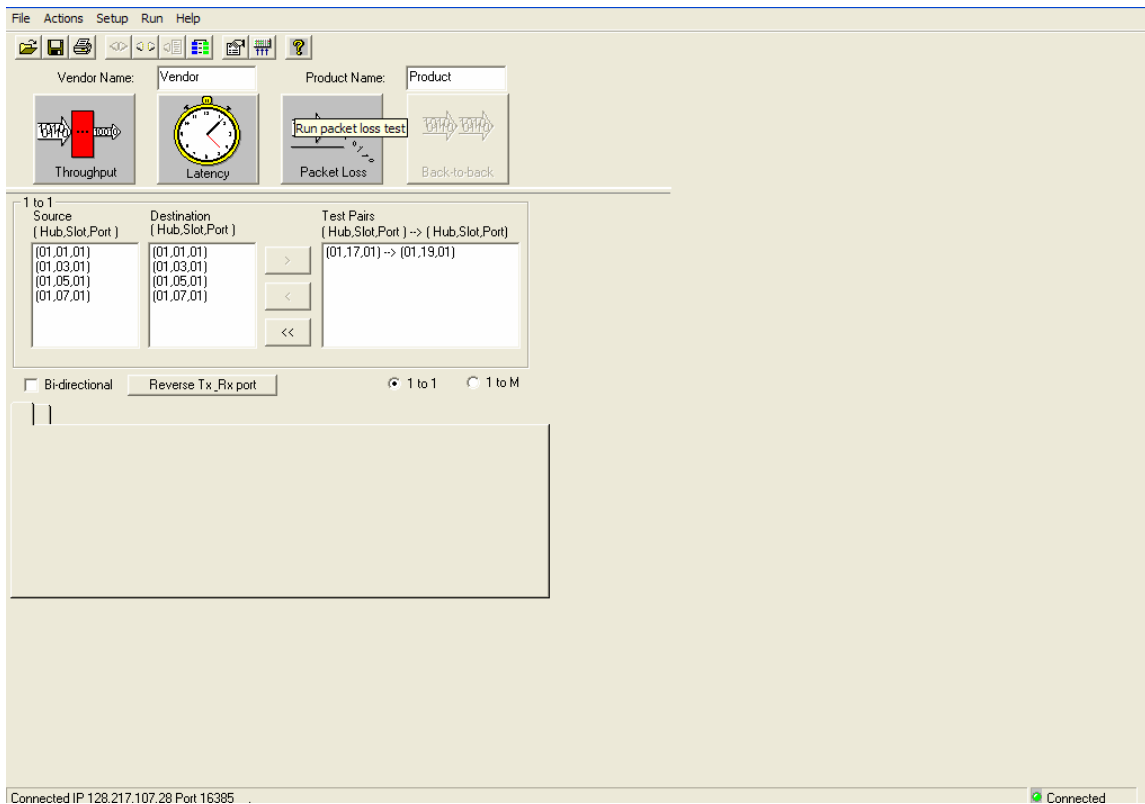 File Actions Setup Run Help
Vendor Name: Vendor Product Name: Product
Run packet loss test
Throughput Latency Packet Loss Back-to-back
1 to 1
Source Destination Test Pairs
( Hub,Slot,Port ) ( Hub,Slot,Port ) ( Hub,Slot,Port ) --> ( Hub,Slot,Port)
(01,01,01) (01,01,01) > (01,17,01) --> (01,19,01)
(01,03,01) (01,03,01)
(01,05,01) (01,05,01)
(01,07,01) (01,07,01) <
<<
Bi-directional Reverse Tx_Rx port 1 to 1 1 to M
Connected IP 128.217.107.28 Port 16385 . Connected